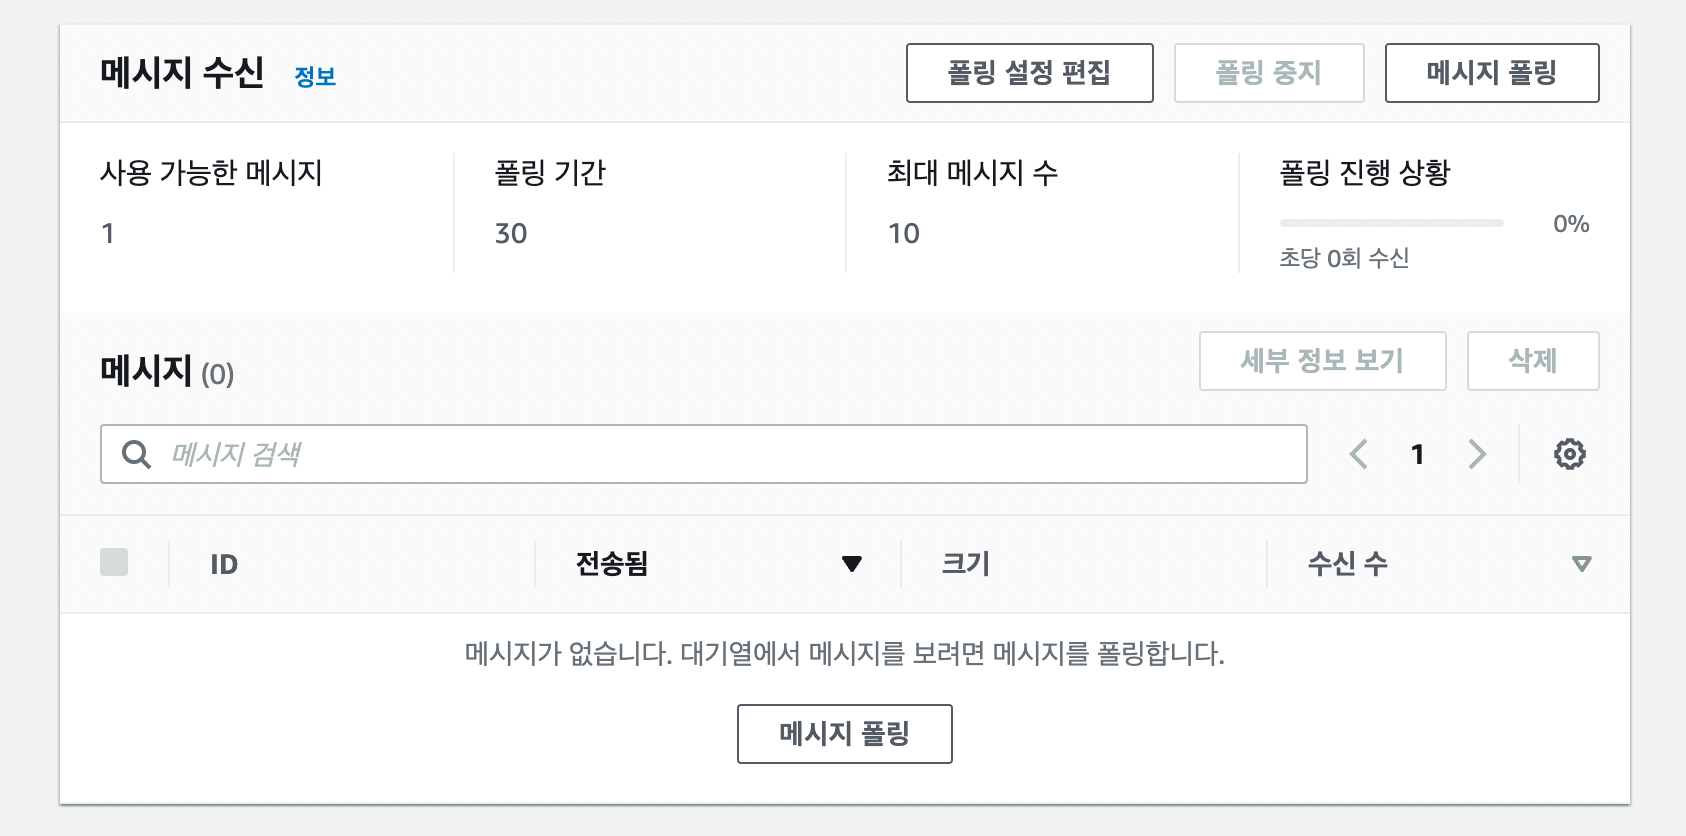 메시지 수신 정보 폴링 설정 편집 폴링 중지 메시지 폴링
사용 가능한 메시지 폴링 기간 최대 메시지 수 폴링 진행 상황
1 30 10 0%
초당 0회 수신
메시지 (0) 세부 정보 보기 삭제
메시지 검색 1
ID 전송됨 크기 수신 수
메시지가 없습니다. 대기열에서 메시지를 보려면 메시지를 폴링합니다.
메시지 폴링